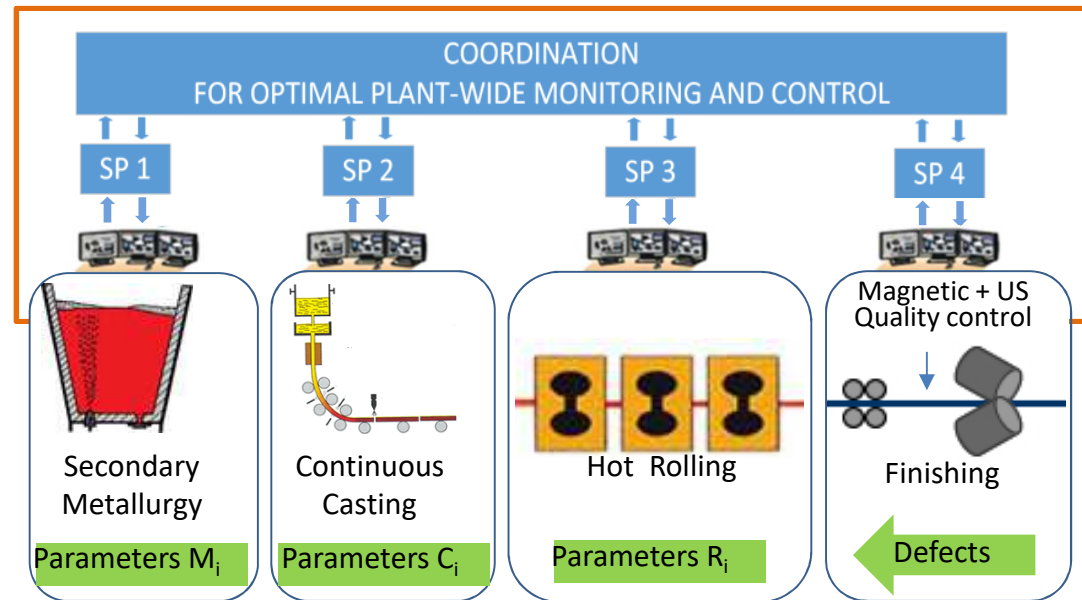 COORDINATION
FOR OPTIMAL PLANT-WIDE MONITORING AND CONTROL
SP 1
SP 2
SP 3
SP 4
Magnetic + US
Quality control
Secondary
Metallurgy
Continuous
Casting
Hot Rolling
Finishing
Parameters Mi
Parameters Ci
Parameters Ri
Defects